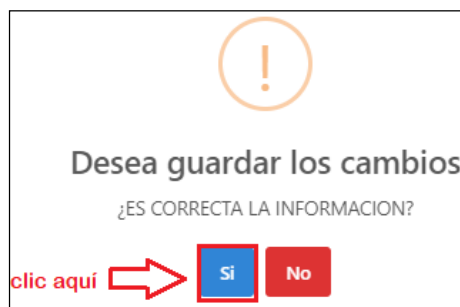 !
Desea guardar los cambios
¿ES CORRECTA LA INFORMACION?
clic aquí Si No